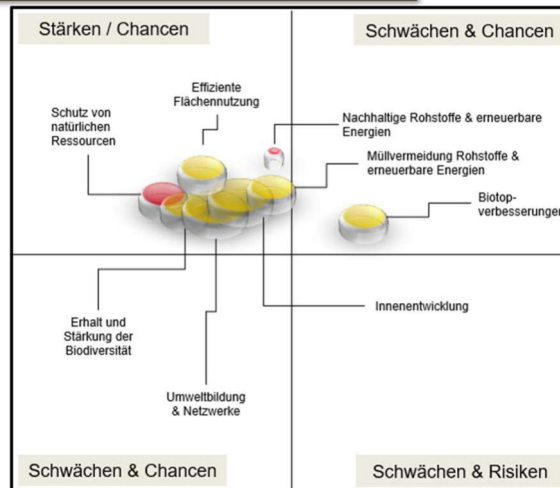 Stärken / Chancen
Schwächen & Chancen
Effiziente
Flächennutzung
Schutz von
natürlichen
Ressourcen
Nachhaltige Rohstoffe & erneuerbare
Energien
Müllvermeidung Rohstoffe &
erneuerbare Energien
Biotop-
verbesserungen
Innenentwicklung
Erhalt und
Stärkung der
Biodiversität
Umweltbildung
& Netzwerke
Schwächen & Chancen
Schwächen & Risiken